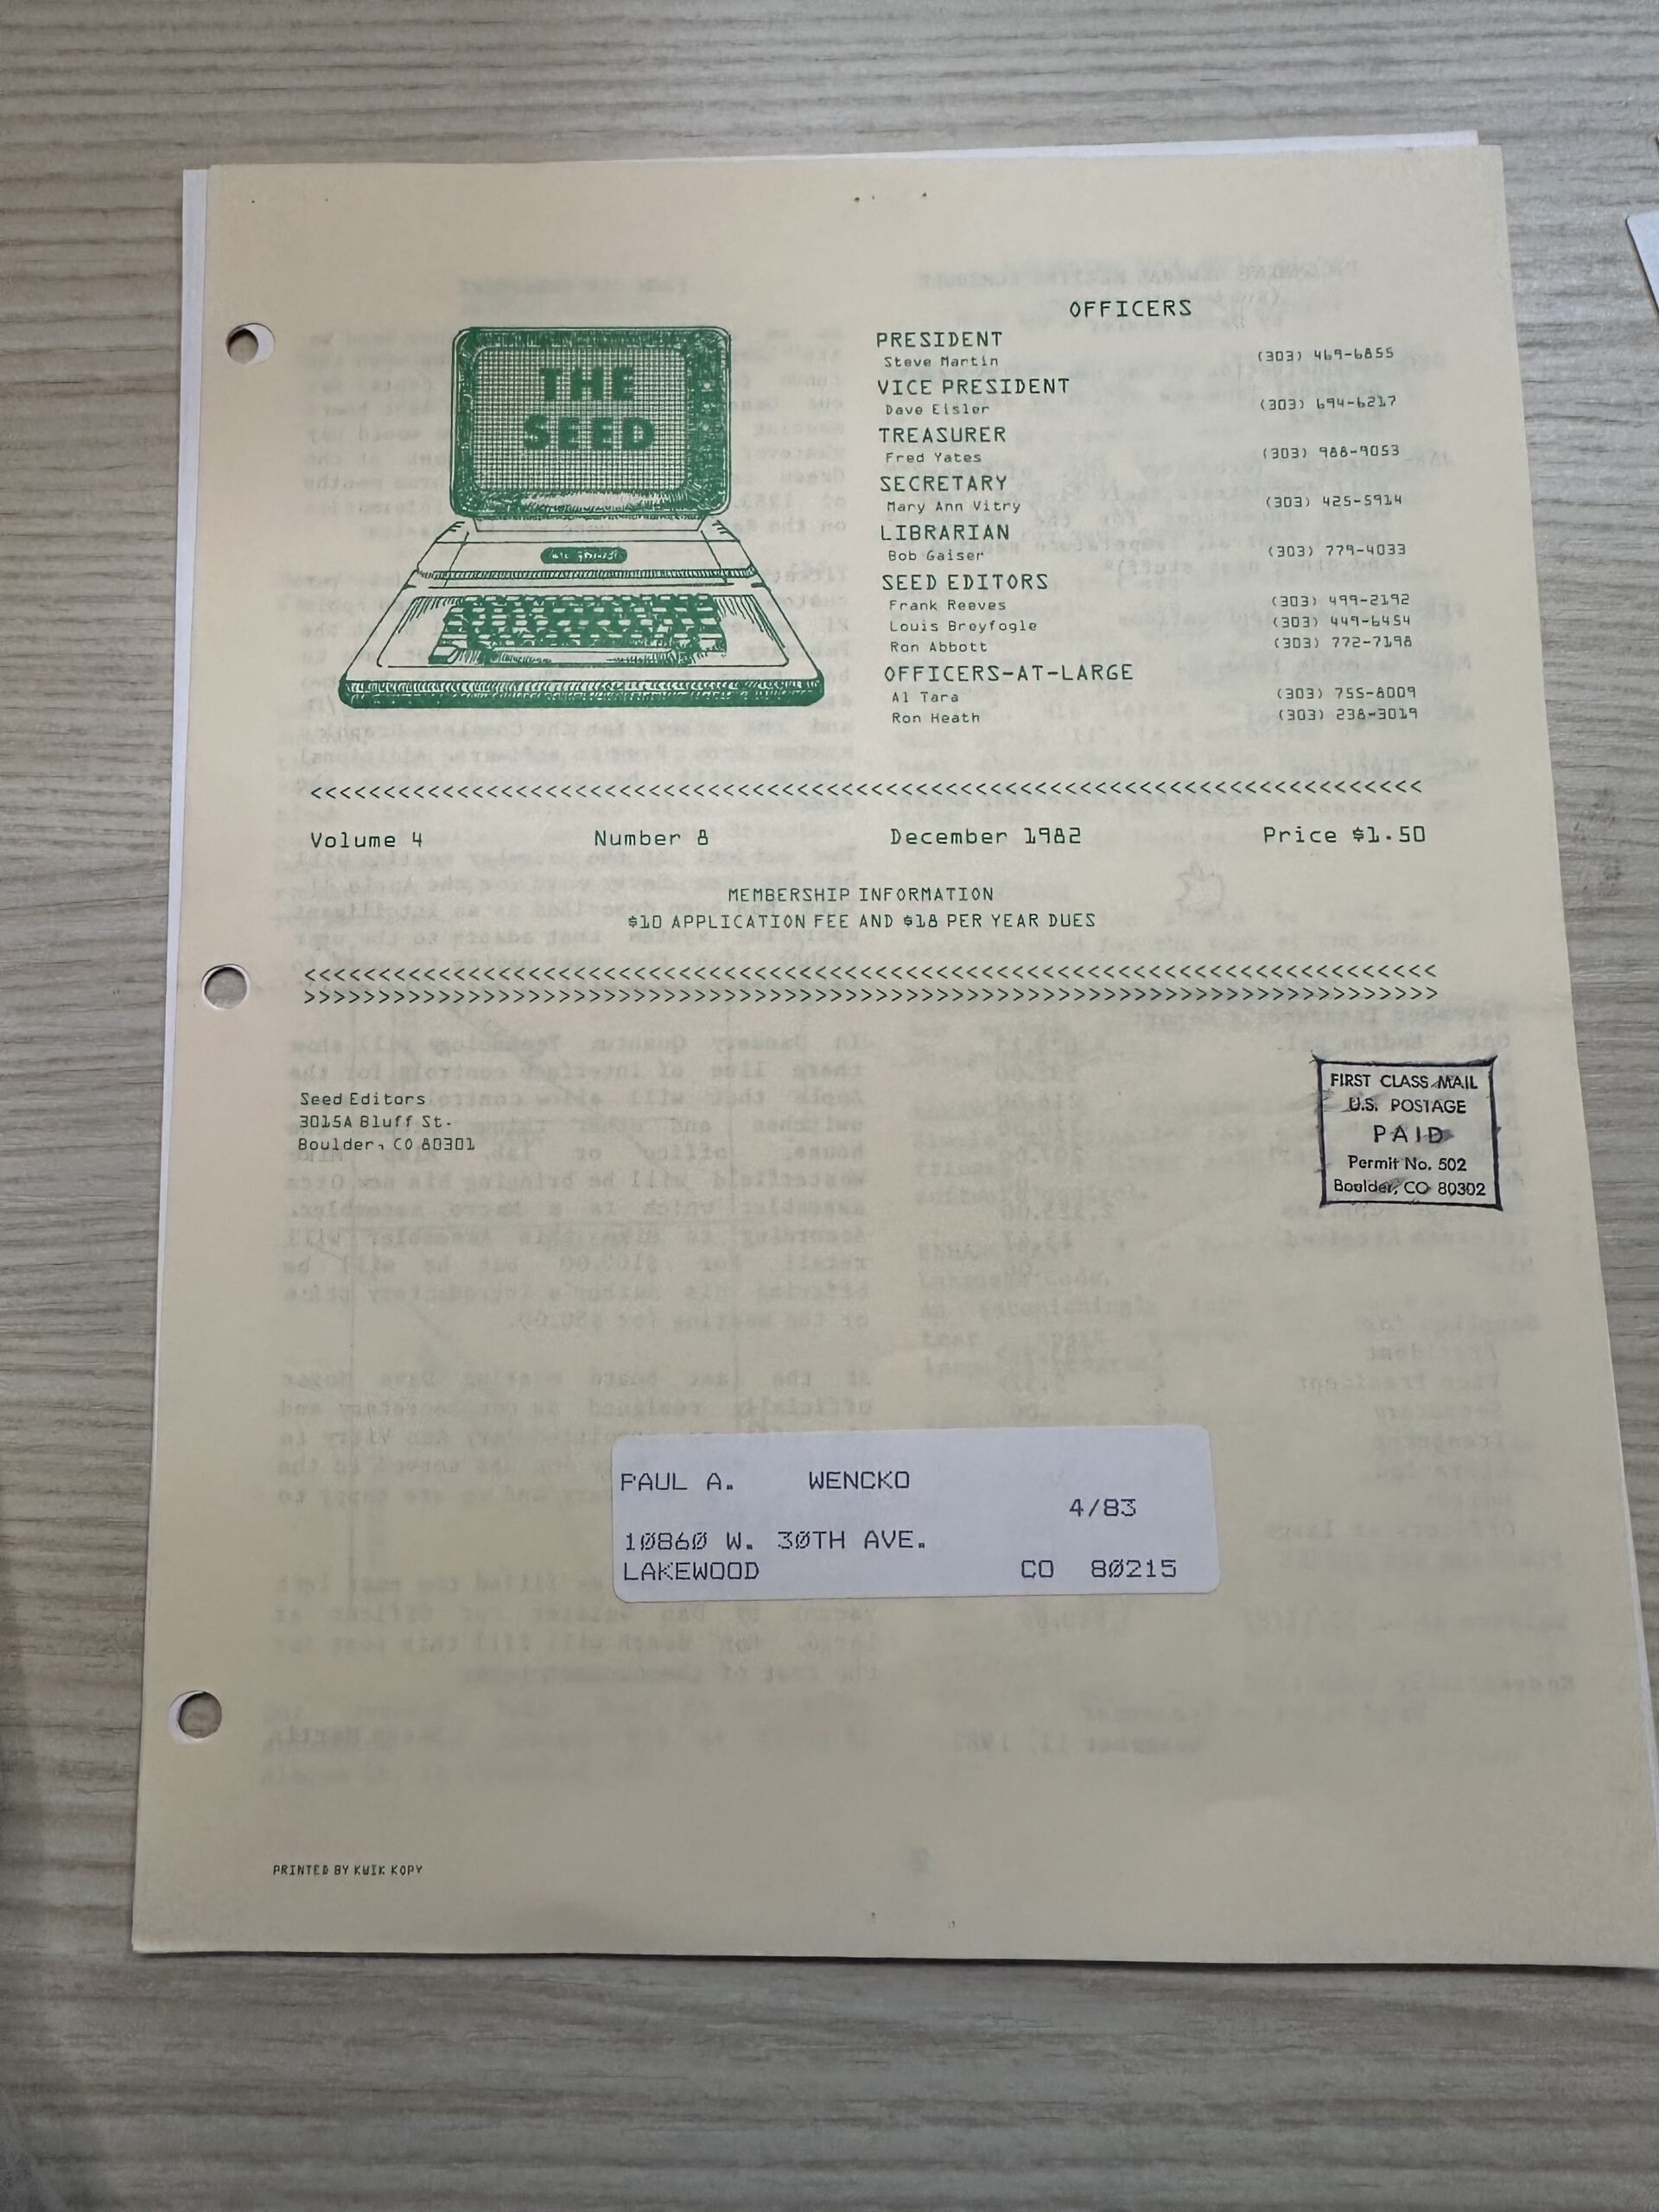 THE
SEED
OFFICERS
PRESIDENT
Steve Martin (303) 469-6855
VICE PRESIDENT
Dave Eisler (303) 694-6217
TREASURER
Fred Yates (303) 988-9053
SECRETARY
Mary Ann Vitry (303) 425-5914
LIBRARIAN
Bob Gaiser (303) 779-4033
SEED EDITORS
Frank Reeves (303) 499-2192
Louis Breyfogle (303) 449-6454
Ron Abbott (303) 772-7198
OFFICERS-AT-LARGE
Al Tara (303) 755-8009
Ron Heath (303) 238-3019
<<<<<<<<<<<<<<<<<<<<<<<<<<<<<<<<<<<<<<<<<<<<<<<<<<<<<<<<<<<<<<<<<<<<<<<<<<<
Volume 4 Number 8 December 1982 Price $1.50
MEMBERSHIP INFORMATION
$10 APPLICATION FEE AND $18 PER YEAR DUES
<<<<<<<<<<<<<<<<<<<<<<<<<<<<<<<<<<<<<<<<<<<<<<<<<<<<<<<<<<<<<<<<<<<<<<<<<<<
>>>>>>>>>>>>>>>>>>>>>>>>>>>>>>>>>>>>>>>>>>>>>>>>>>>>>>>>>>>>>>>>>>>>>>>>>>>
Seed Editors
3015A Bluff St.
Boulder, CO 80301
FIRST CLASS MAIL
U.S. POSTAGE
PAID
Permit No. 502
Boulder, CO 80302
PAUL A. WENCKO
4/83
10860 W. 30TH AVE.
LAKEWOOD CO 80215
PRINTED BY KWIK KOPY